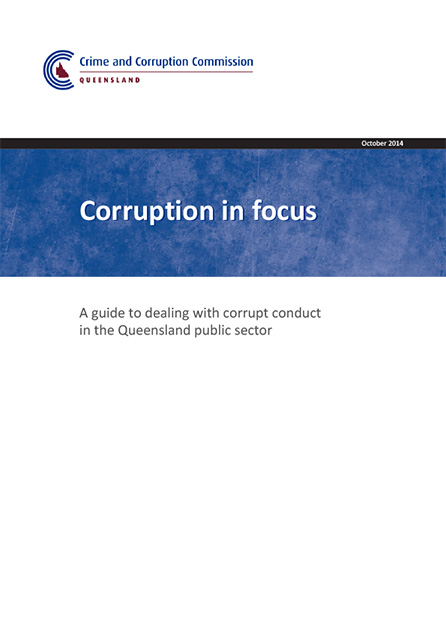 Crime and Corruption Commission
QUEENSLAND
October 2014
Corruption in focus
A guide to dealing with corrupt conduct
in the Queensland public sector